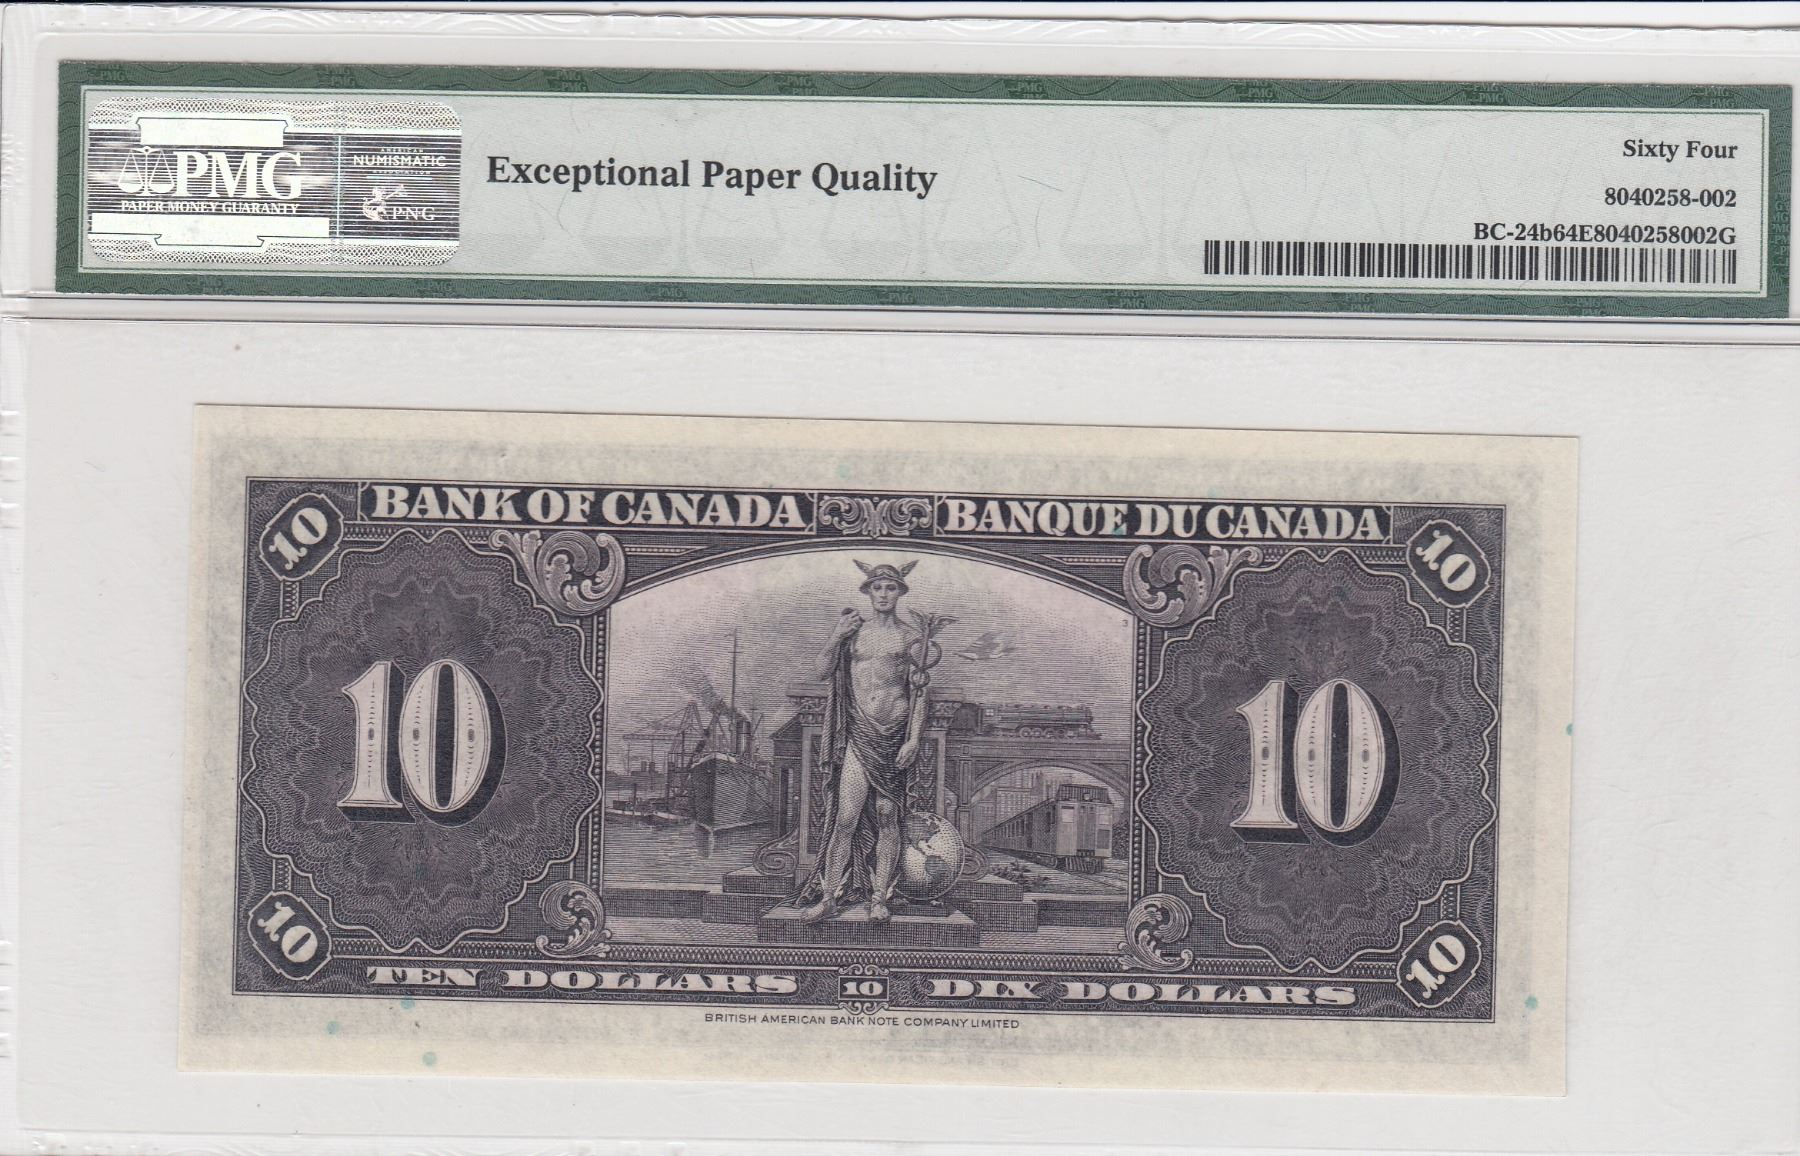 PMG
PAPER MONEY GUARANTY
AMERICAN
NUMISMATIC
ASSOCIATION
PNG
Exceptional Paper Quality
Sixty Four
8040258-002
BC-24b64E8040258002G
BANK OF CANADA
BANQUE DU CANADA
10
10
3
10
10
10
10
TEN DOLLARS
10
DIX DOLLARS
BRITISH AMERICAN BANK NOTE COMPANY LIMITED